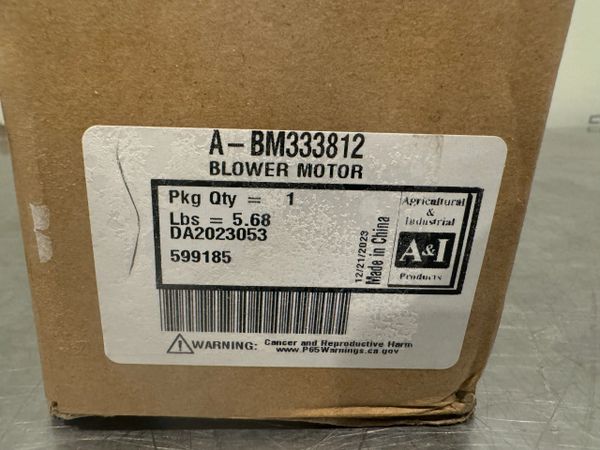 A-BM333812
BLOWER MOTOR
Pkg Qty = 1
Lbs = 5.68
DA2023053
599185
12/21/2023
Made in China
Agricultural
&
Industrial
A&I
Products
WARNING: Cancer and Reproductive Harm
www.P65Warnings.ca.gov